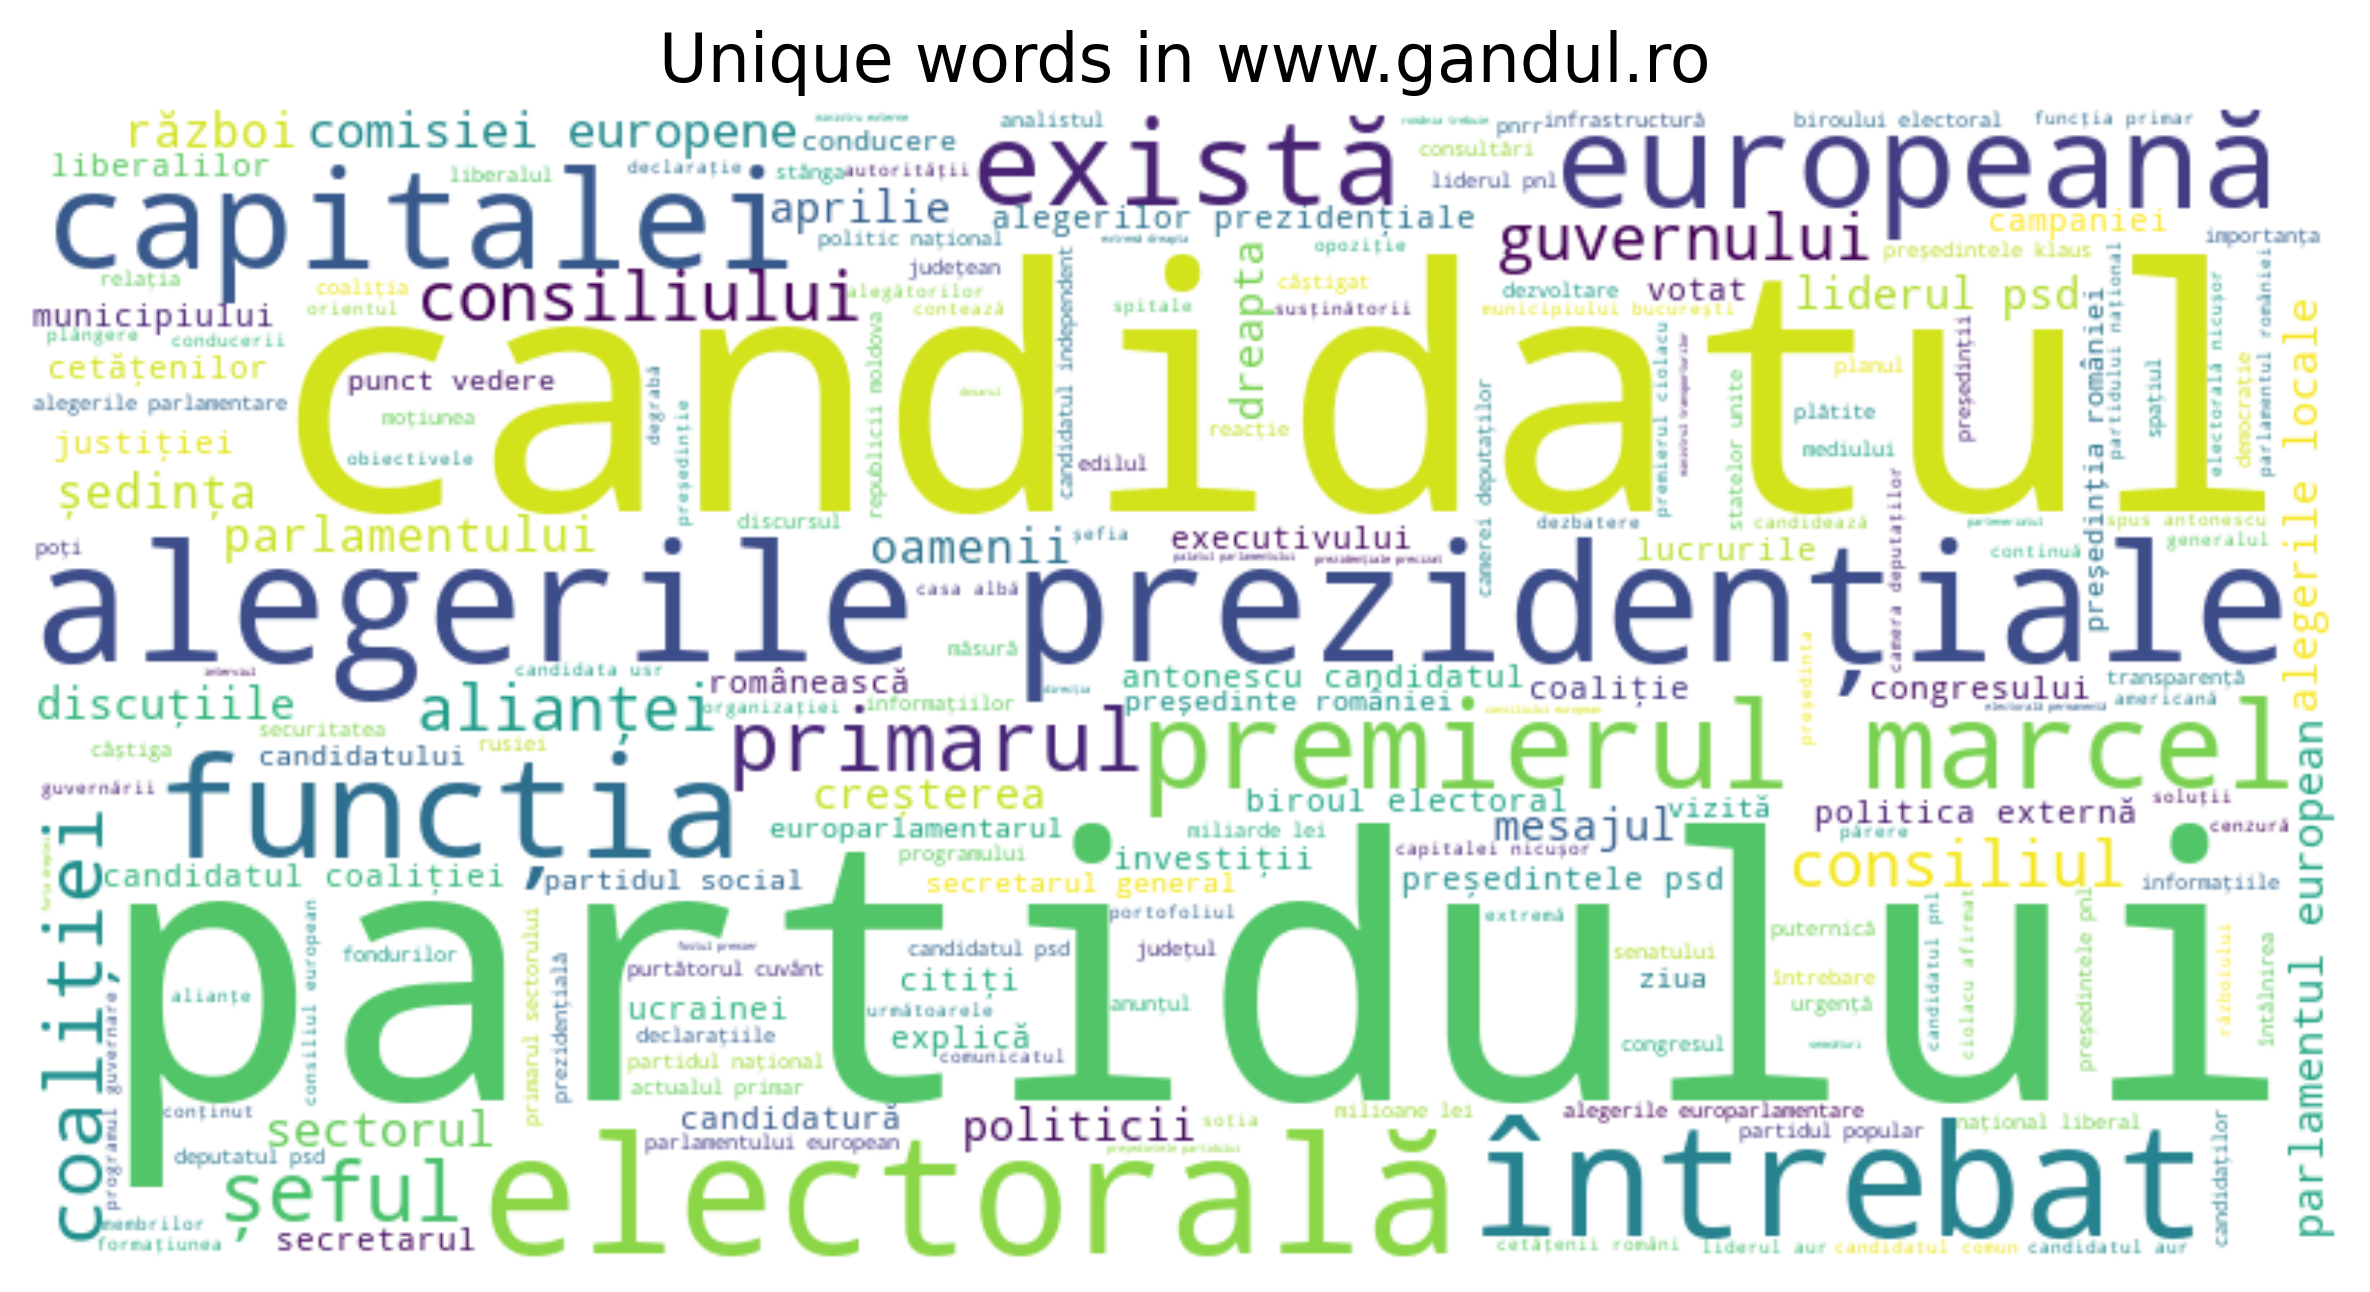 Unique words in www.gandul.ro
război
comisiei europene
conducere
analistul
pnrr
infrastructură
biroului electoral
funcția primar
liberalilor
liberalul
declarație
stânga
autorității
există
consultări
liderul pnl
europeană
capitalei
aprilie
politic național
alegerilor prezidențiale
opoziție
guvernului
campaniei
președintele klaus
importanța
relația
coaliția
orientul
consiliului
județean
alegătorilor
contează
candidatul independent
spitale
dreapta
câștigat
susținătorii
dezvoltare
votat
municipiului bucurești
liderul psd
municipiului
plângere
conducerii
cetățenilor
alegerile parlamentare
punct vedere
moțiunea
obiectivele
degrabă
președinție
republicii moldova
candidatul
reacție
edilul
camerei deputaților
premierul ciolacu
statelor unite
planul
plătite
mediului
președinții
președinția româniei
partidului național
spațiul
electorală nicușor
democrație
parlamentul româniei
alegerile locale
justiției
ședința
parlamentului
discursul
oamenii
șefia
executivului
dezbatere
candidează
lucrurile
camera deputaților
continuă
spus antonescu
generalul
poți
alegerile prezidențiale
casa albă
măsură
candidata usr
românească
antonescu candidatul
președinte româniei
coaliție
președinta
congresului
transparență
americană
discuțiile
alianței
organizației
informațiilor
securitatea
câștiga
candidatului
rusiei
primarul
premierul marcel
guvernării
funcția
creșterea
biroul electoral
vizită
politica externă
soluții
cenzură
părere
europarlamentarul
miliarde lei
mesajul
programului
investiții
capitalei nicușor
consiliul
parlamentul european
coaliției
candidatul coaliției
partidul social
secretarul general
președintele psd
informațiile
portofoliul
extremă
partidului
consiliul european
fondurilor
alianțe
primarul sectorului
prezidențială
purtătorul cuvânt
candidatul psd
județul
citiți
ucrainei
următoarele
anunțul
declarațiile
explică
comunicatul
partidul național
actualul primar
senatului
ziua
congresul
puternică
întrebare
urgență
candidatul pnl
ciolacu afirmat
președintele pnl
războiului
întâlnirea
programul guvernare
conținut
sectorul
candidatură
parlamentului european
politicii
soția
milioane lei
alegerile europarlamentare
partidul popular
național liberal
candidaților
deputatul psd
șeful
electorală
întrebat
membrilor
formațiunea
secretarul
cetățenii români
liderul aur
candidatul comun
candidatul aur